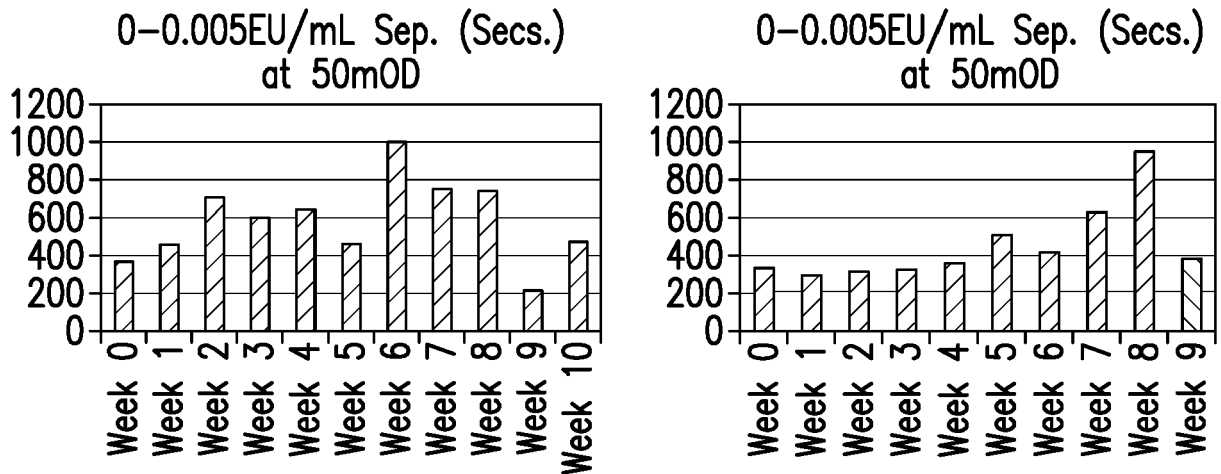 0–0.005EU/mL Sep. (Secs.)
at 50mOD
1200
1000
800
600
400
200
0
Week 0
Week 1
Week 2
Week 3
Week 4
Week 5
Week 6
Week 7
Week 8
Week 9
Week 10
0–0.005EU/mL Sep. (Secs.)
at 50mOD
1200
1000
800
600
400
200
0
Week 0
Week 1
Week 2
Week 3
Week 4
Week 5
Week 6
Week 7
Week 8
Week 9